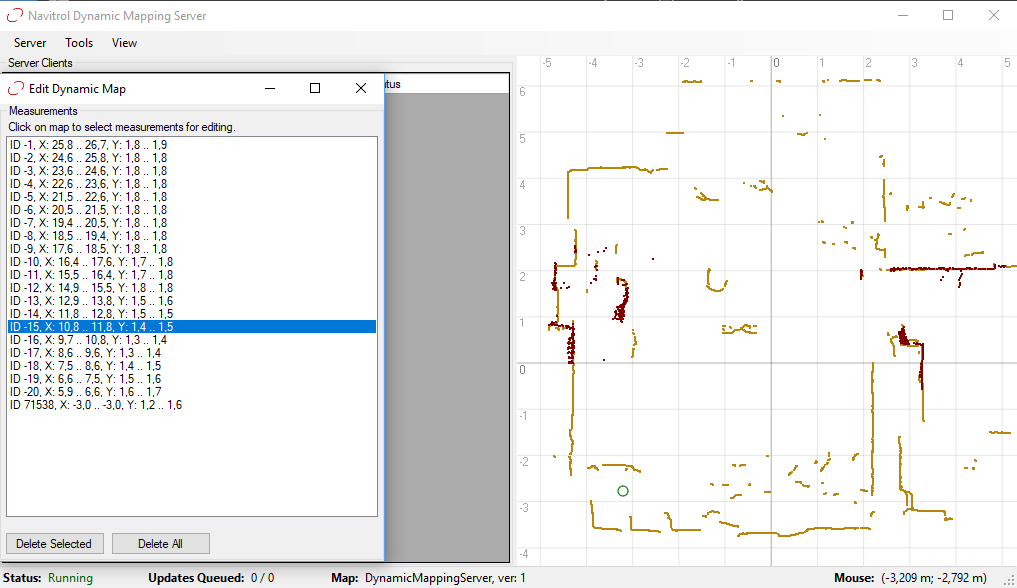 Navitrol Dynamic Mapping Server
Server Tools View
Server Clients
Edit Dynamic Map
tus
Measurements
Click on map to select measurements for editing.
ID -1, X: 25,8 .. 26,7, Y: 1,8 .. 1,9
ID -2, X: 24,6 .. 25,8, Y: 1,8 .. 1,8
ID -3, X: 23,6 .. 24,6, Y: 1,8 .. 1,8
ID -4, X: 22,6 .. 23,6, Y: 1,8 .. 1,8
ID -5, X: 21,5 .. 22,6, Y: 1,8 .. 1,8
ID -6, X: 20,5 .. 21,5, Y: 1,8 .. 1,8
ID -7, X: 19,4 .. 20,5, Y: 1,8 .. 1,8
ID -8, X: 18,5 .. 19,4, Y: 1,8 .. 1,8
ID -9, X: 17,6 .. 18,5, Y: 1,8 .. 1,8
ID -10, X: 16,4 .. 17,6, Y: 1,7 .. 1,8
ID -11, X: 15,5 .. 16,4, Y: 1,7 .. 1,8
ID -12, X: 14,9 .. 15,5, Y: 1,8 .. 1,8
ID -13, X: 12,9 .. 13,8, Y: 1,5 .. 1,6
ID -14, X: 11,8 .. 12,8, Y: 1,5 .. 1,5
ID -15, X: 10,8 .. 11,8, Y: 1,4 .. 1,5
ID -16, X: 9,7 .. 10,8, Y: 1,3 .. 1,4
ID -17, X: 8,6 .. 9,6, Y: 1,3 .. 1,4
ID -18, X: 7,5 .. 8,6, Y: 1,4 .. 1,5
ID -19, X: 6,6 .. 7,5, Y: 1,5 .. 1,6
ID -20, X: 5,9 .. 6,6, Y: 1,6 .. 1,7
ID 71538, X: -3,0 .. -3,0, Y: 1,2 .. 1,6
Delete Selected Delete All
-5 -4 -3 -2 -1 0 1 2 3 4 5
6
5
4
3
2
1
0
-1
-2
-3
-4
Status: Running Updates Queued: 0 / 0 Map: DynamicMappingServer, ver: 1 Mouse: (-3,209 m; -2,792 m)